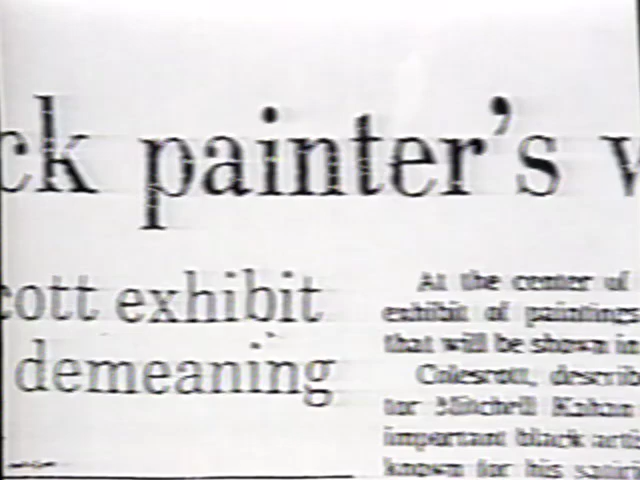 ck painter's w
cott exhibit
demeaning
At the center of
exhibit of paintings
that will be shown in
Colescott, describ
tor Mitchell Kahan
important black arti
known for his satiri